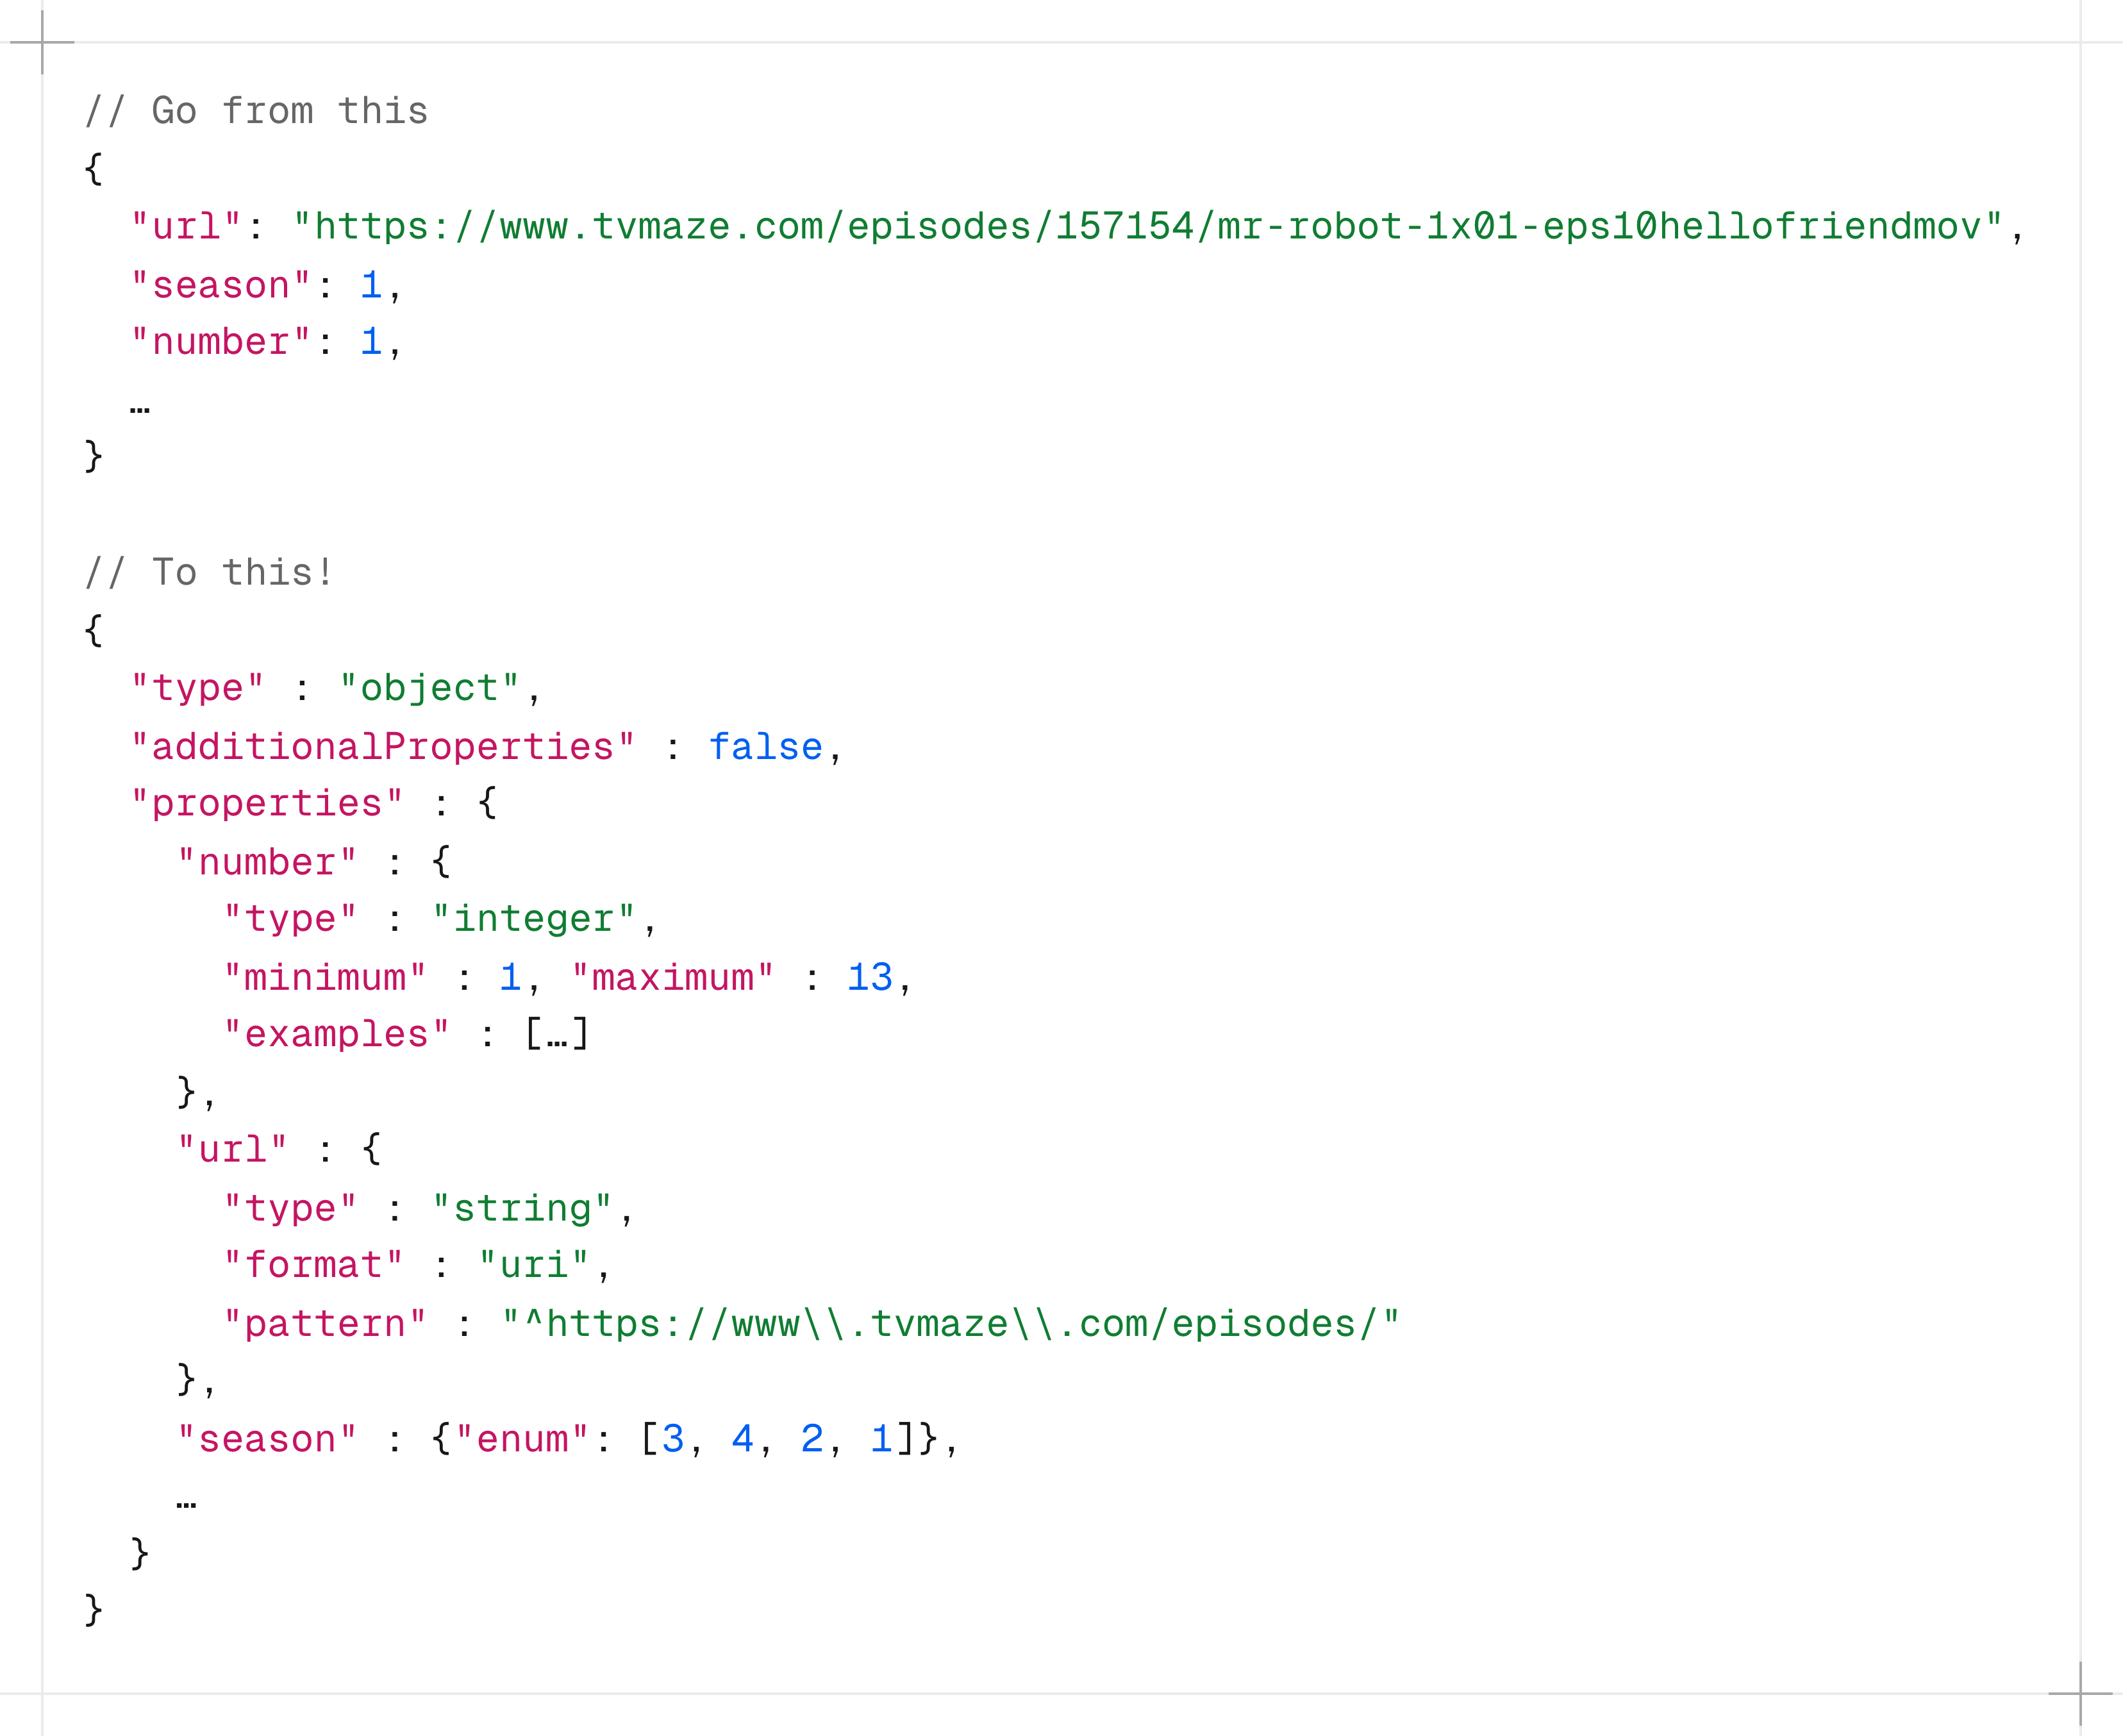 // Go from this
{
  "url": "https://www.tvmaze.com/episodes/157154/mr-robot-1x01-eps10hellofriendmov",
  "season": 1,
  "number": 1,
  …
}
// To this!
{
  "type" : "object",
  "additionalProperties" : false,
  "properties" : {
    "number" : {
      "type" : "integer",
      "minimum" : 1, "maximum" : 13,
      "examples" : […]
    },
    "url" : {
      "type" : "string",
      "format" : "uri",
      "pattern" : "^https://www\\.tvmaze\\.com/episodes/"
    },
    "season" : {"enum": [3, 4, 2, 1]},
    …
  }
}